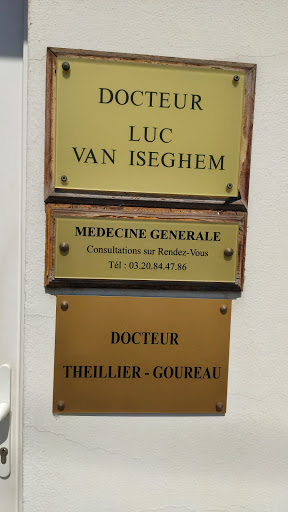 DOCTEUR
LUC
VAN ISEGHEM
MEDECINE GENERALE
Consultations sur Rendez-Vous
Tél : 03.20.84.47.86
DOCTEUR
THEILLIER - GOUREAU